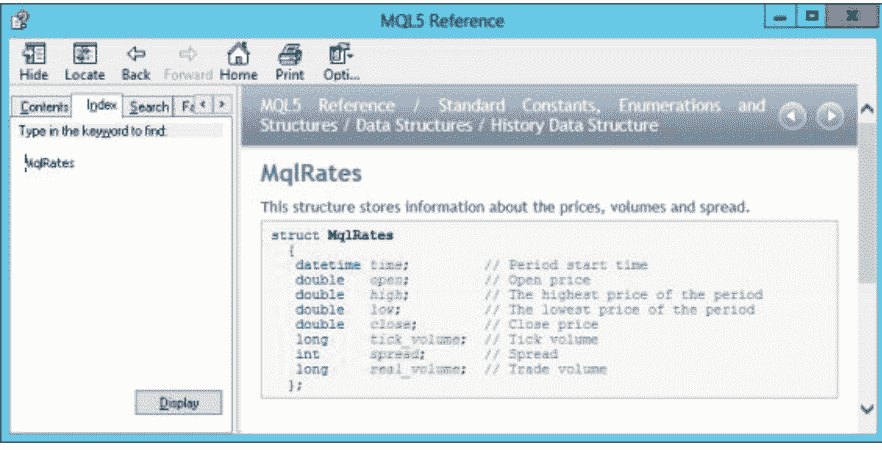 MQL5 Reference
Hide Locate Back Forward Home Print Opti...
Contents Index Search
Type in the keyword to find:
MqlRates
Display
MQL5 Reference / Standard Constants, Enumerations and
Structures / Data Structures / History Data Structure
MqlRates
This structure stores information about the prices, volumes and spread.
struct MqlRates
{
datetime time; // Period start time
double open; // Open price
double high; // The highest price of the period
double low; // The lowest price of the period
double close; // Close price
long tick_volume; // Tick volume
int spread; // Spread
long real_volume; // Trade volume
};